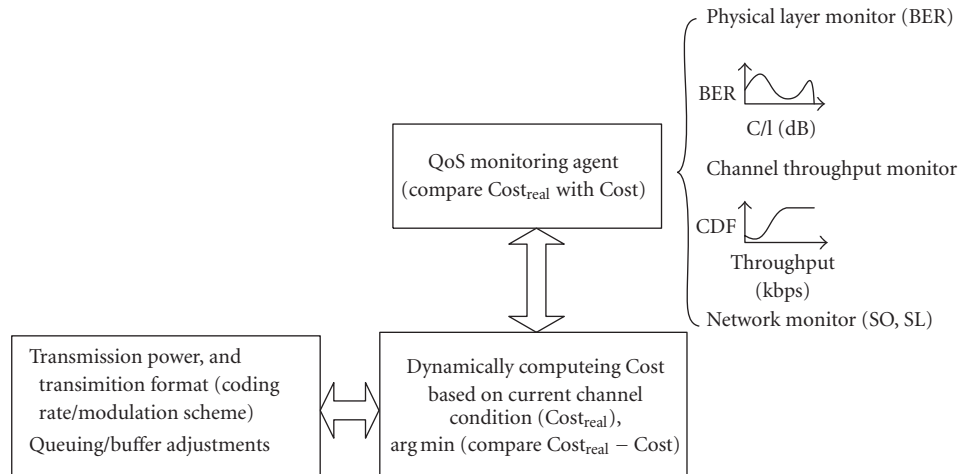 Physical layer monitor (BER)
BER
C/l (dB)
QoS monitoring agent
(compare Cost_real with Cost)
Channel throughput monitor
CDF
Throughput
(kbps)
Network monitor (SO, SL)
Transmission power, and
transimition format (coding
rate/modulation scheme)
Queuing/buffer adjustments
Dynamically computeing Cost
based on current channel
condition (Cost_real),
arg min (compare Cost_real − Cost)